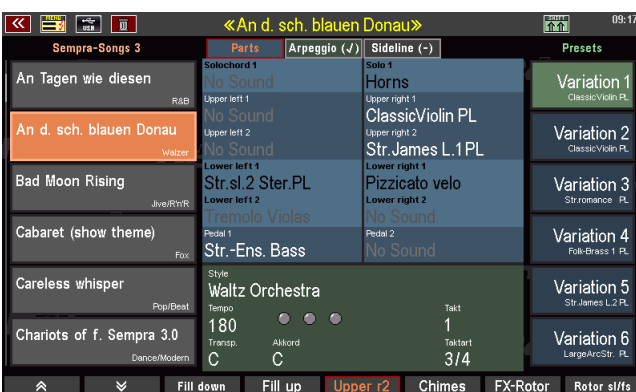 MENU
USB
«An d. sch. blauen Donau»
SHIFT
09:17
Sempra-Songs 3
Parts
Arpeggio (√)
Sideline (-)
Presets
An Tagen wie diesen
R&B
An d. sch. blauen Donau
Walzer
Bad Moon Rising
Jive/R'n'R
Cabaret (show theme)
Fox
Careless whisper
Pop/Beat
Chariots of f. Sempra 3.0
Dance/Modern
Solochord 1
No Sound
Solo 1
Horns
Upper left 1
No Sound
Upper right 1
ClassicViolin PL
Upper left 2
No Sound
Upper right 2
Str.James L.1 PL
Lower left 1
Str.sl.2 Ster.PL
Lower right 1
Pizzicato velo
Lower left 2
Tremolo Violas
Lower right 2
No Sound
Pedal 1
Str.-Ens. Bass
Pedal 2
No Sound
Style
Waltz Orchestra
Tempo
180
Takt
1
Transp.
C
Akkord
C
Taktart
3/4
Variation 1
ClassicViolin PL
Variation 2
ClassicViolin PL
Variation 3
Str.romance PL
Variation 4
Folk-Brass 1 PL
Variation 5
Str.James L.2 PL
Variation 6
LargeArcStr. PL
Fill down
Fill up
Upper r2
Chimes
FX-Rotor
Rotor sl/fs